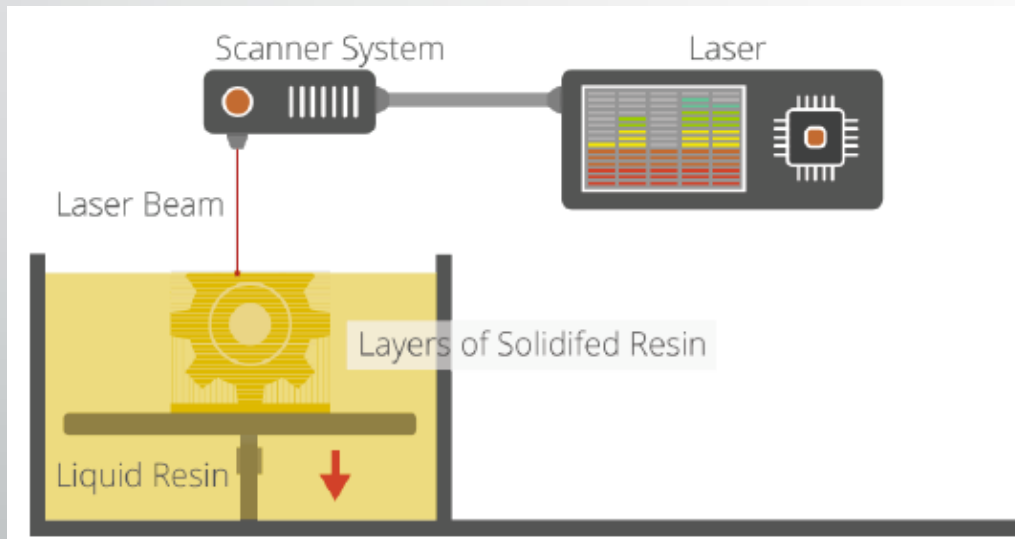 Scanner System
Laser
Laser Beam
Layers of Solidifed Resin
Liquid Resin